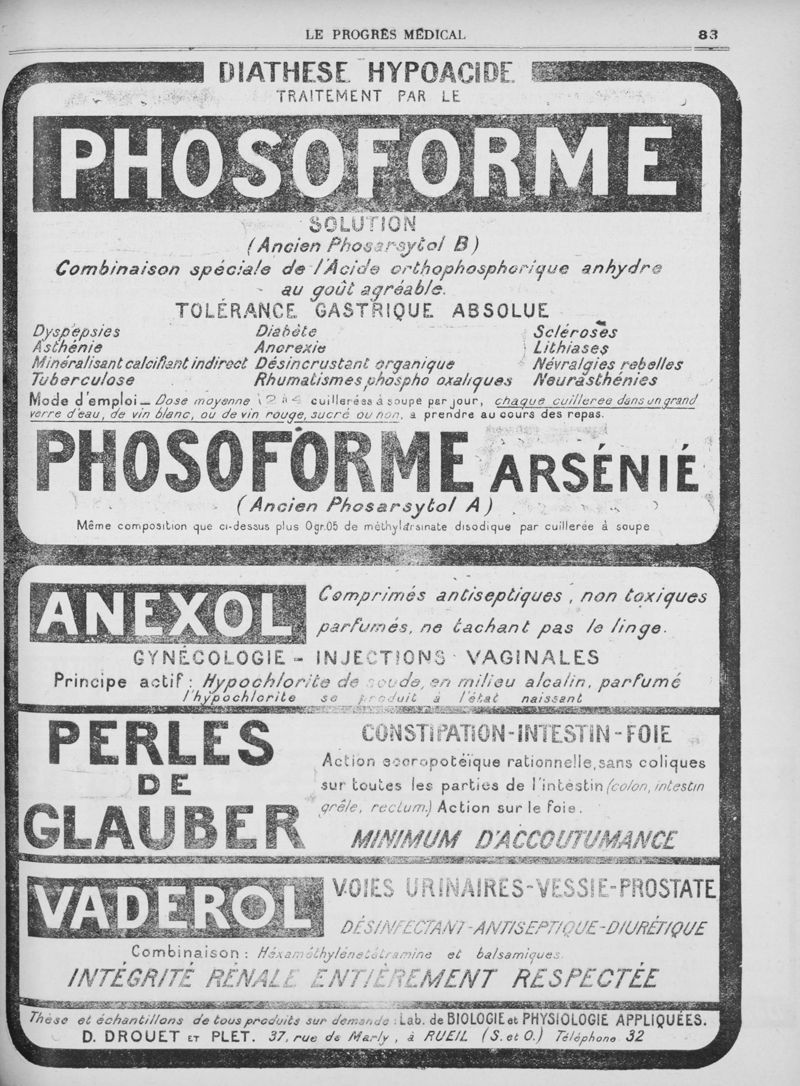 LE PROGRÈS MÉDICAL 83
DIATHESE HYPOACIDE
TRAITEMENT PAR LE
PHOSOFORME
SOLUTION
(Ancien Phosarsytol B)
Combinaison spéciale de l'Acide orthophosphorique anhydre
au goût agréable.
TOLÉRANCE GASTRIQUE ABSOLUE
Dyspepsies Diabète Scléroses
Asthénie Anorexie Lithiases
Minéralisant calcifiant indirect Désincrustant organique Névralgies rebelles
Tuberculose Rhumatismes phospho oxaliques Neurasthénies
Mode d'emploi _ Dose moyenne 2 à 4 cuillerées à soupe par jour, chaque cuilleree dans un grand
verre d'eau, de vin blanc, ou de vin rouge, sucré ou non, a prendre au cours des repas.
PHOSOFORME ARSÉNIÉ
(Ancien Phosarsytol A)
Même composition que ci-dessus plus 0gr.05 de méthylarsinate disodique par cuillerée à soupe
ANEXOL Comprimés antiseptiques, non toxiques
parfumés, ne tachant pas le linge.
GYNÉCOLOGIE - INJECTIONS VAGINALES
Principe actif : Hypochlorite de soude, en milieu alcalin, parfumé
l'hypochlorite se produit à l'état naissant
PERLES DE GLAUBER
CONSTIPATION-INTESTIN-FOIE
Action eccropotéïque rationnelle, sans coliques
sur toutes les parties de l'intestin (colon, intestin
grêle, rectum.) Action sur le foie.
MINIMUM D'ACCOUTUMANCE
VADEROL VOIES URINAIRES-VESSIE-PROSTATE
DÉSINFECTANT-ANTISEPTIQUE-DIURÉTIQUE
Combinaison : Héxaméthylénetétramine et balsamiques.
INTÉGRITÉ RÉNALE ENTIÈREMENT RESPECTÉE
Thèse et échantillons de tous produits sur demande : Lab. de BIOLOGIE et PHYSIOLOGIE APPLIQUÉES.
D. DROUET ET PLET. 37, rue de Marly, à RUEIL (S. et O.) Téléphone 32